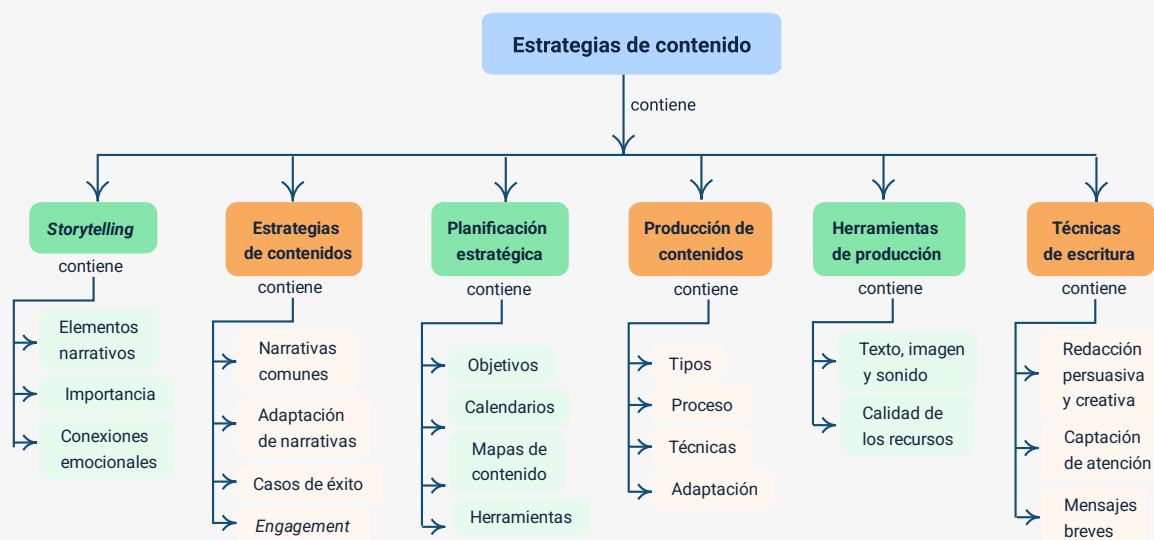 Estrategias de contenido
contiene
Storytelling
contiene
Elementos
narrativos
Importancia
Conexiones
emocionales
Estrategias
de contenidos
contiene
Narrativas
comunes
Adaptación
de narrativas
Casos de éxito
Engagement
Planificación
estratégica
contiene
Objetivos
Calendarios
Mapas de
contenido
Herramientas
Producción de
contenidos
contiene
Tipos
Proceso
Técnicas
Adaptación
Herramientas
de producción
contiene
Texto, imagen
y sonido
Calidad de
los recursos
Técnicas
de escritura
contiene
Redacción
persuasiva
y creativa
Captación
de atención
Mensajes
breves